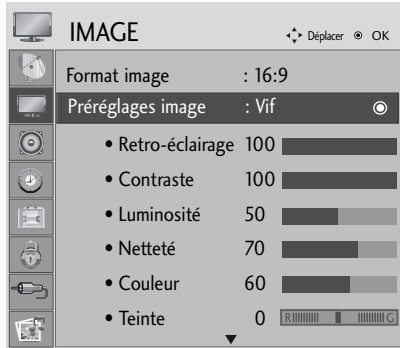 IMAGE Déplacer OK
Format image : 16:9
Préréglages image : Vif
• Retro-éclairage 100
• Contraste 100
• Luminosité 50
• Netteté 70
• Couleur 60
• Teinte 0 R G